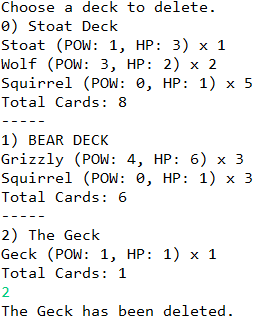 Choose a deck to delete.
0) Stoat Deck
Stoat (POW: 1, HP: 3) x 1
Wolf (POW: 3, HP: 2) x 2
Squirrel (POW: 0, HP: 1) x 5
Total Cards: 8
-----
1) BEAR DECK
Grizzly (POW: 4, HP: 6) x 3
Squirrel (POW: 0, HP: 1) x 3
Total Cards: 6
-----
2) The Geck
Geck (POW: 1, HP: 1) x 1
Total Cards: 1
2
The Geck has been deleted.